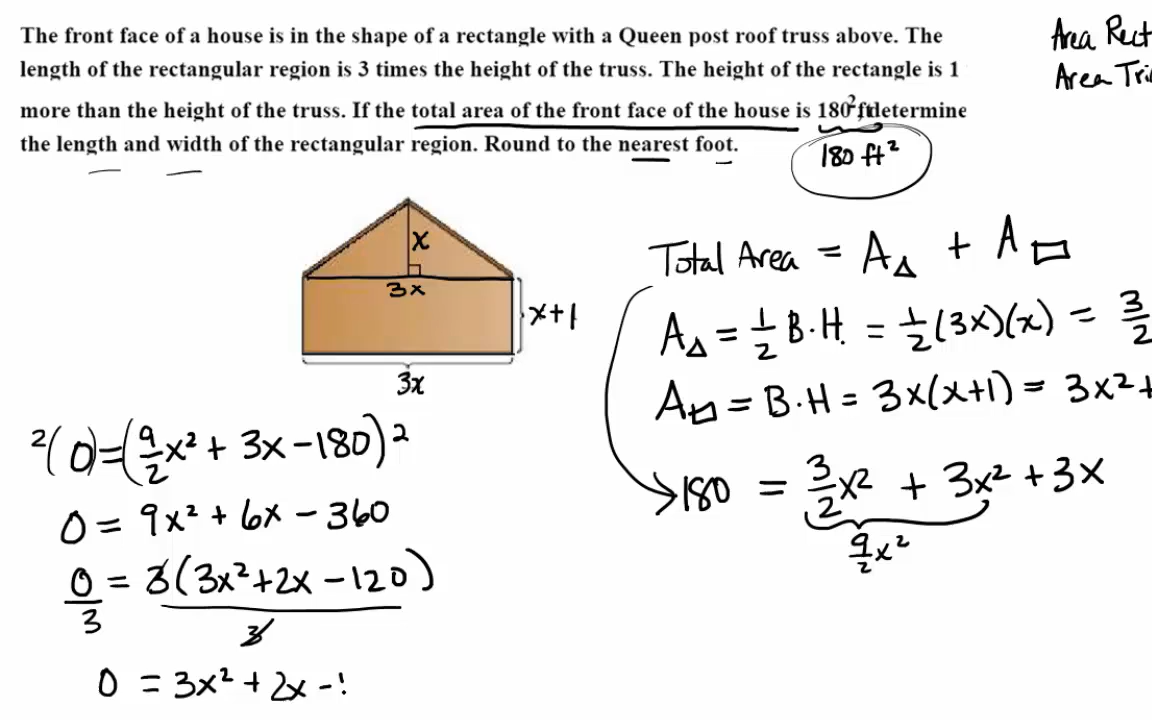 The front face of a house is in the shape of a rectangle with a Queen post roof truss above. The
length of the rectangular region is 3 times the height of the truss. The height of the rectangle is 1
more than the height of the truss. If the total area of the front face of the house is 180 ft² determine
the length and width of the rectangular region. Round to the nearest foot.
180 ft²
Area Rect
Area Tri
x
3x
x+1
3x
Total Area = A△ + A▭
A△ = 1/2 B·H. = 1/2 (3x)(x) = 3/2
A▭ = B·H = 3x(x+1) = 3x² +
180 = 3/2 x² + 3x² + 3x
9/2 x²
2(0)=(9/2 x² + 3x -180)2
0 = 9x² + 6x - 360
0/3 = 3(3x²+2x-120)/3
0 = 3x² + 2x -